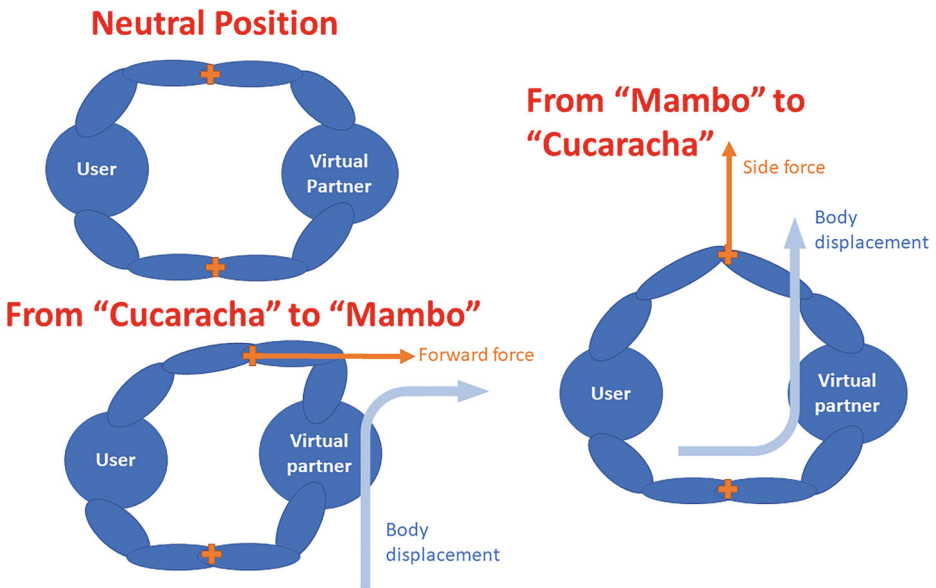 Neutral Position
User
Virtual
Partner
From “Cucaracha” to “Mambo”
Forward force
User
Virtual
partner
Body
displacement
From “Mambo” to
“Cucaracha”
Side force
Body
displacement
User
Virtual
partner